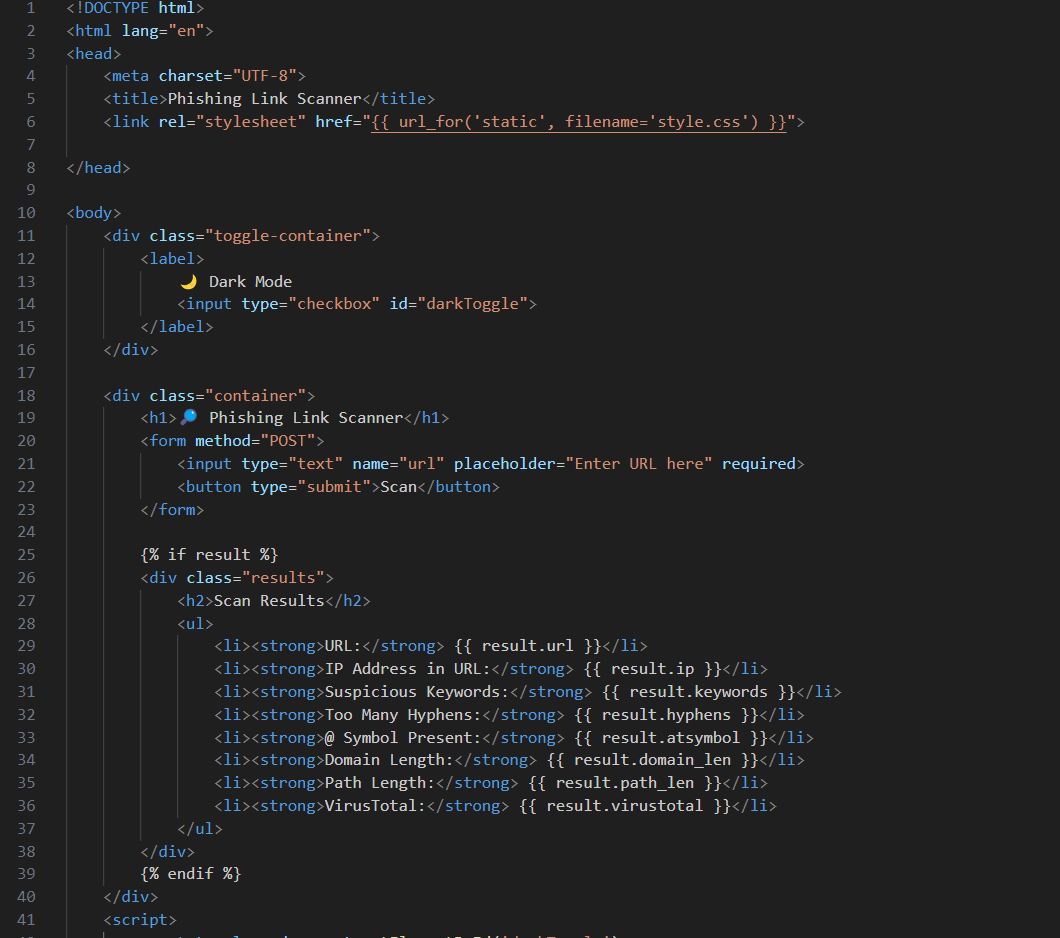 1 <!DOCTYPE html>
2 <html lang="en">
3 <head>
4     <meta charset="UTF-8">
5     <title>Phishing Link Scanner</title>
6     <link rel="stylesheet" href="{{ url_for('static', filename='style.css') }}">
7
8 </head>
9
10 <body>
11     <div class="toggle-container">
12         <label>
13             🌙 Dark Mode
14             <input type="checkbox" id="darkToggle">
15         </label>
16     </div>
17
18     <div class="container">
19         <h1>🔎 Phishing Link Scanner</h1>
20         <form method="POST">
21             <input type="text" name="url" placeholder="Enter URL here" required>
22             <button type="submit">Scan</button>
23         </form>
24
25         {% if result %}
26         <div class="results">
27             <h2>Scan Results</h2>
28             <ul>
29                 <li><strong>URL:</strong> {{ result.url }}</li>
30                 <li><strong>IP Address in URL:</strong> {{ result.ip }}</li>
31                 <li><strong>Suspicious Keywords:</strong> {{ result.keywords }}</li>
32                 <li><strong>Too Many Hyphens:</strong> {{ result.hyphens }}</li>
33                 <li><strong>@ Symbol Present:</strong> {{ result.atsymbol }}</li>
34                 <li><strong>Domain Length:</strong> {{ result.domain_len }}</li>
35                 <li><strong>Path Length:</strong> {{ result.path_len }}</li>
36                 <li><strong>VirusTotal:</strong> {{ result.virustotal }}</li>
37             </ul>
38         </div>
39         {% endif %}
40     </div>
41     <script>